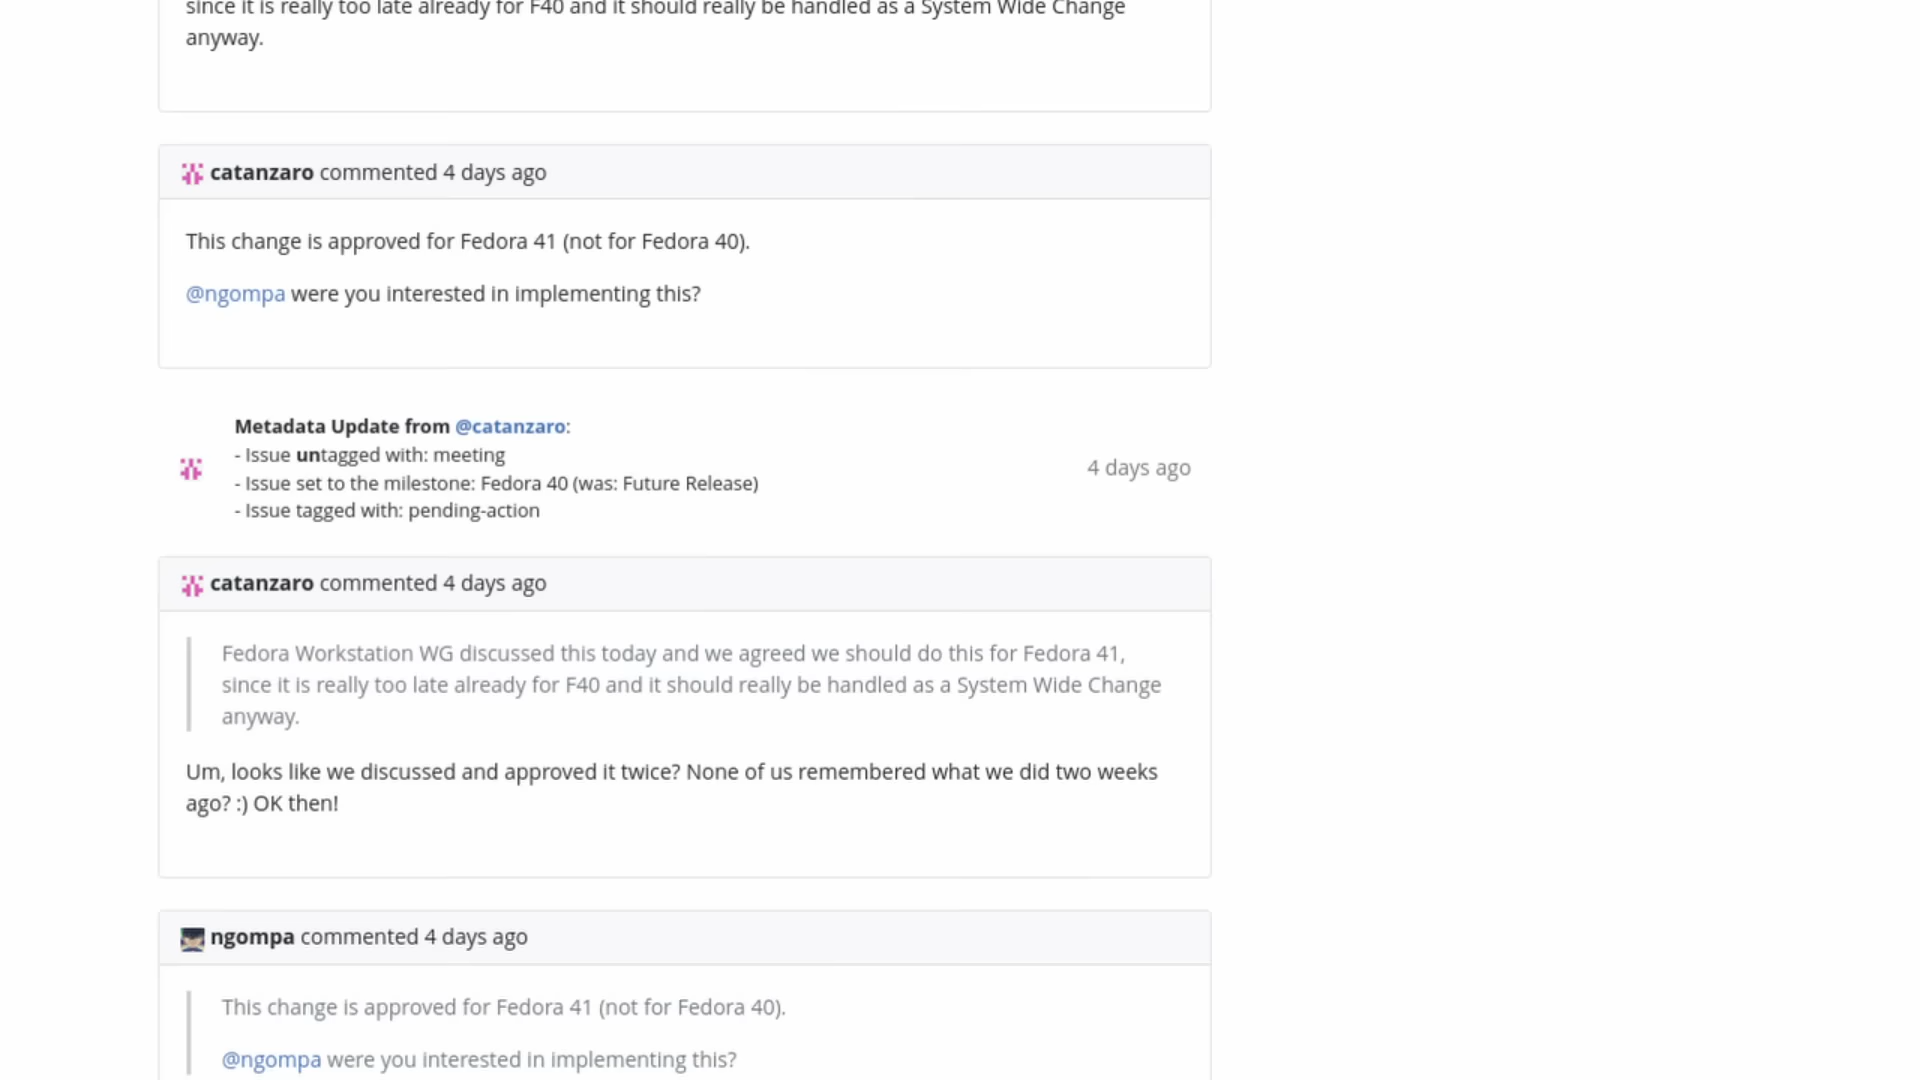 since it is really too late already for F40 and it should really be handled as a System Wide Change
anyway.
catanzaro commented 4 days ago
This change is approved for Fedora 41 (not for Fedora 40).
@ngompa were you interested in implementing this?
Metadata Update from @catanzaro:
- Issue untagged with: meeting
- Issue set to the milestone: Fedora 40 (was: Future Release)
- Issue tagged with: pending-action
4 days ago
catanzaro commented 4 days ago
Fedora Workstation WG discussed this today and we agreed we should do this for Fedora 41,
since it is really too late already for F40 and it should really be handled as a System Wide Change
anyway.
Um, looks like we discussed and approved it twice? None of us remembered what we did two weeks
ago? :) OK then!
ngompa commented 4 days ago
This change is approved for Fedora 41 (not for Fedora 40).
@ngompa were you interested in implementing this?